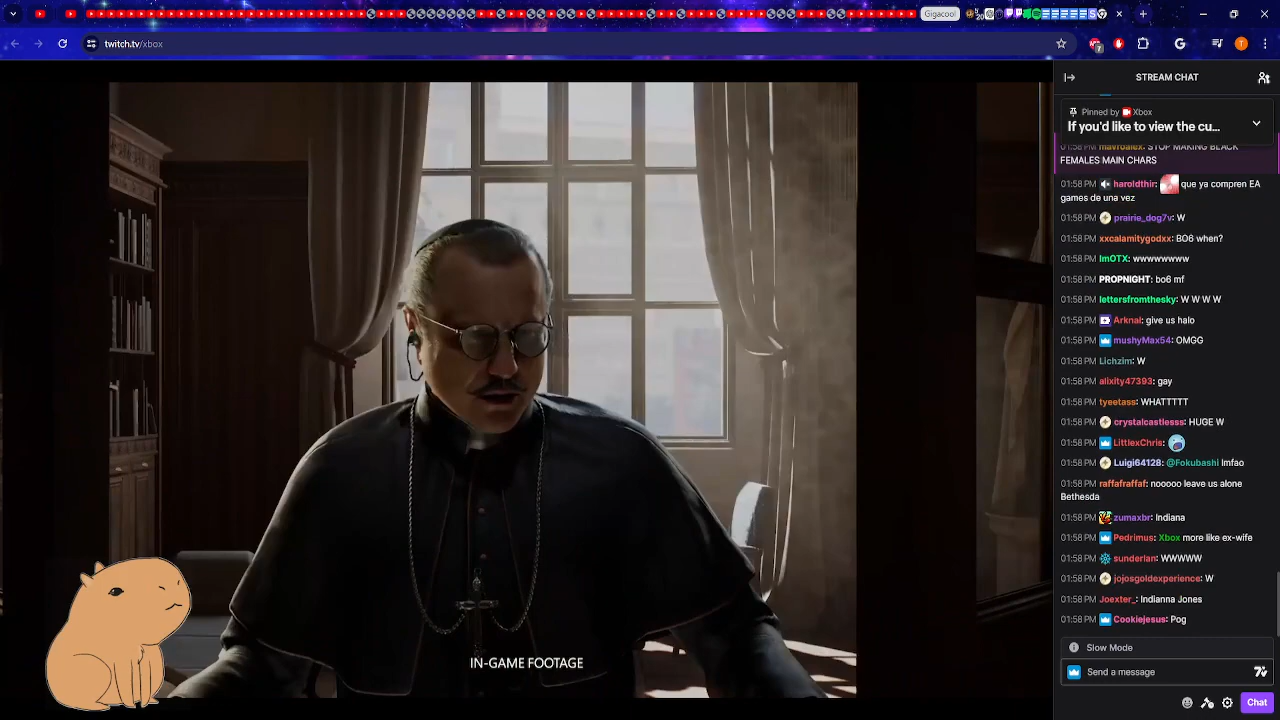 Gigacool
20
twitch.tv/xbox
7
G
T
STREAM CHAT
Pinned by Xbox
If you'd like to view the cu...
01:58 PM mavroalex: STOP MAKING BLACK
FEMALES MAIN CHARS
01:58 PM haroldthir: que ya compren EA
games de una vez
01:58 PM prairie_dog7v: W
01:58 PM xxcalamitygodxx: BO6 when?
01:58 PM ImOTX: wwwwwwwww
01:58 PM PROPNIGHT: bo6 mf
01:58 PM lettersfromthesky: W W W W
01:58 PM Arknal: give us halo
01:58 PM mushyMax54: OMGG
01:58 PM Lichzim: W
01:58 PM alixity47393: gay
01:58 PM tyeetass: WHATTTTT
01:58 PM crystalcastlesss: HUGE W
01:58 PM LittlexChris:
01:58 PM Luigi64128: @Fokubashi lmfao
01:58 PM raffafraffaf: nooooo leave us alone
Bethesda
01:58 PM zumaxbr: Indiana
01:58 PM Pedrimus: Xbox more like ex-wife
01:58 PM sunderlan: WWWWW
01:58 PM jojosgoldexperience: W
01:58 PM Joexter_: Indianna Jones
01:58 PM Cookiejesus: Pog
IN-GAME FOOTAGE
Slow Mode
Send a message
Chat